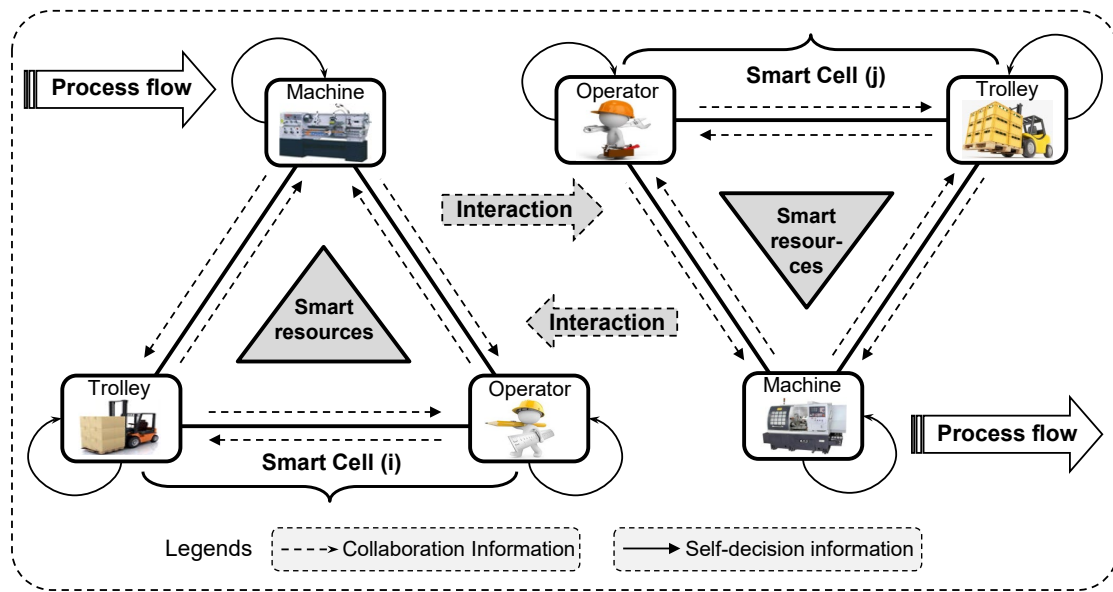 Process flow
Machine
Operator
Smart Cell (j)
Trolley
Interaction
Smart
resour-
ces
Smart
resources
Interaction
Trolley
Operator
Machine
Process flow
Smart Cell (i)
Legends
Collaboration Information
Self-decision information